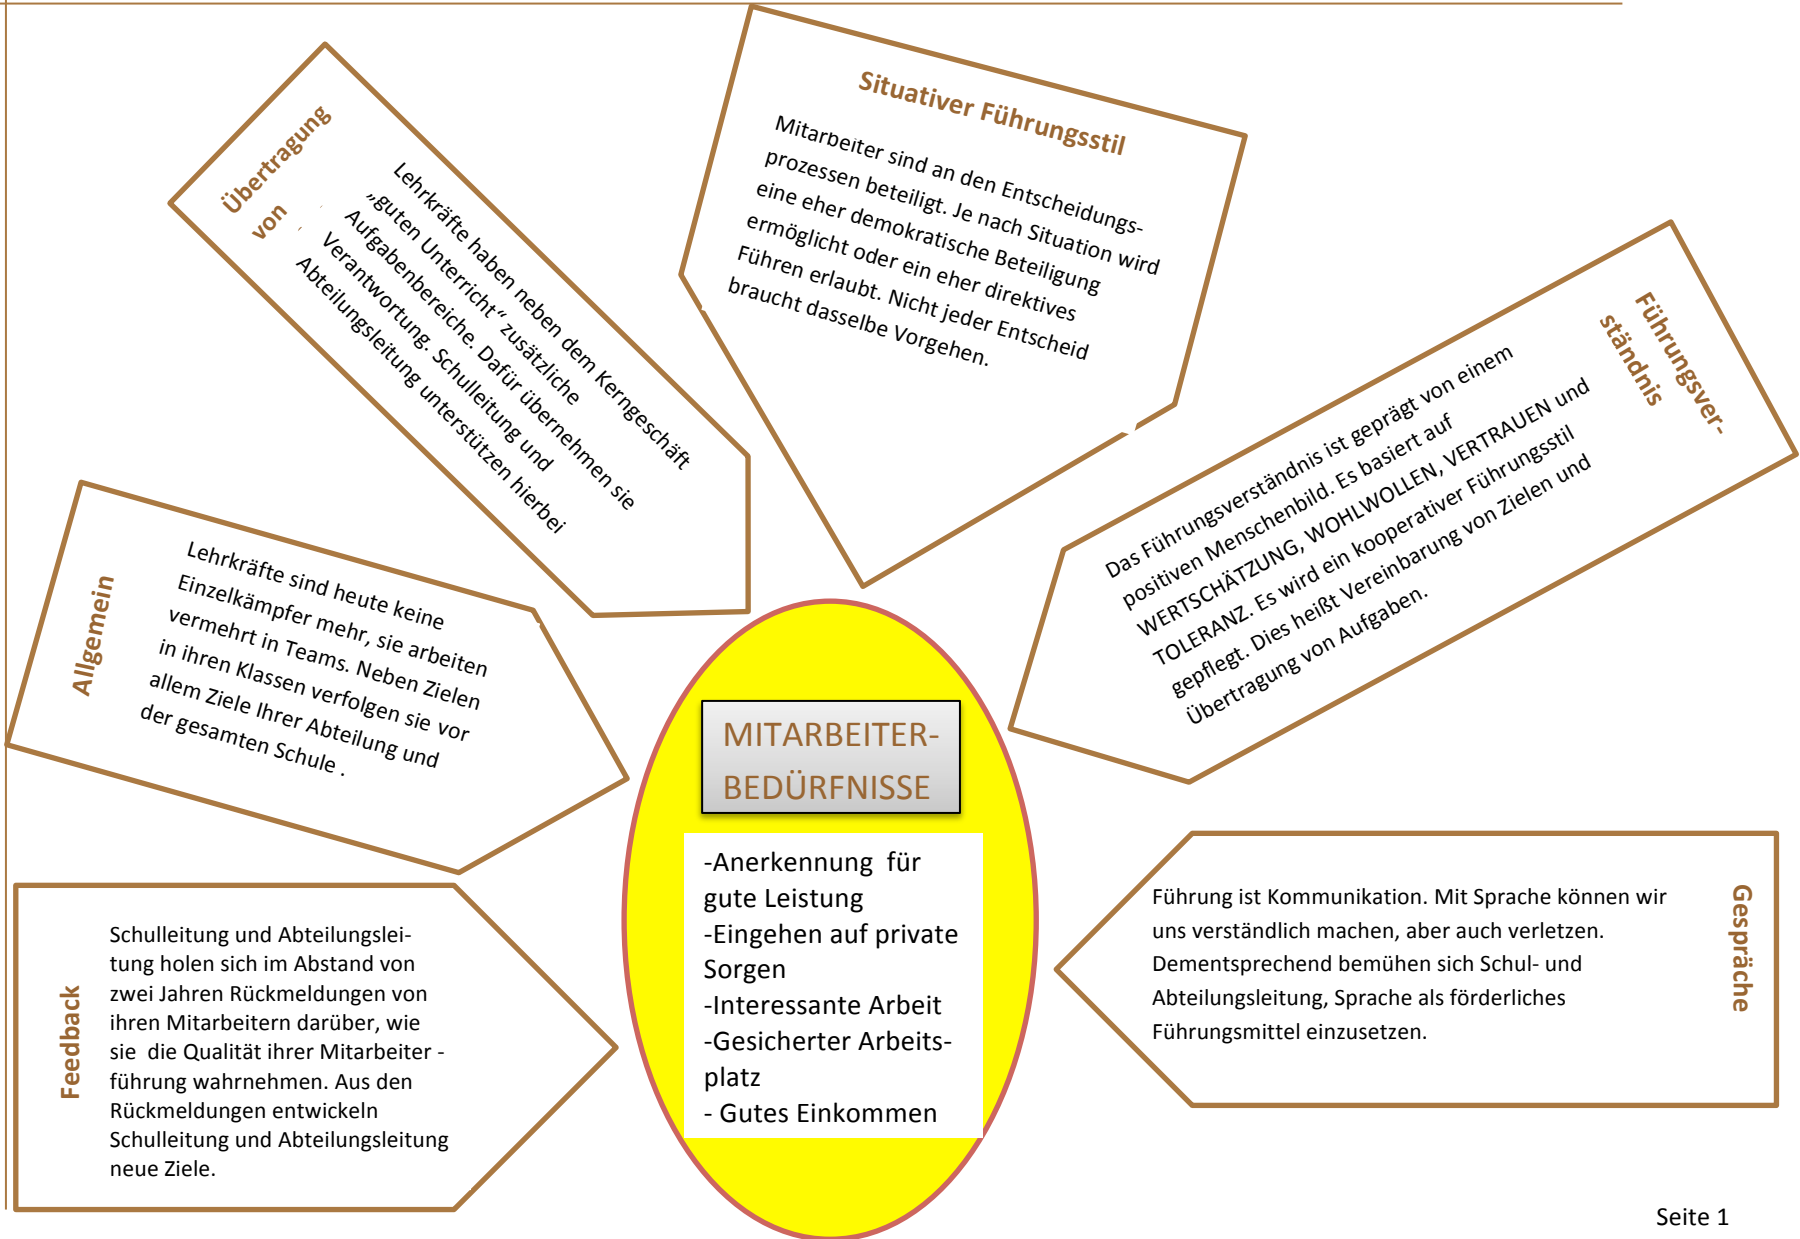 Situativer Führungsstil
Mitarbeiter sind an den Entscheidungs-
prozessen beteiligt. Je nach Situation wird
eine eher demokratische Beteiligung
ermöglicht oder ein eher direktives
Führen erlaubt. Nicht jeder Entscheid
braucht dasselbe Vorgehen.
Übertragung
von
Lehrkräfte haben neben dem Kerngeschäft
„guten Unterricht“ zusätzliche
Aufgabenbereiche. Dafür übernehmen sie
Verantwortung. Schulleitung und
Abteilungsleitung unterstützen hierbei
Führungsver-
ständnis
Das Führungsverständnis ist geprägt von einem
positiven Menschenbild. Es basiert auf
WERTSCHÄTZUNG, WOHLWOLLEN, VERTRAUEN und
TOLERANZ. Es wird ein kooperativer Führungsstil
gepflegt. Dies heißt Vereinbarung von Zielen und
Übertragung von Aufgaben.
Allgemein
Lehrkräfte sind heute keine
Einzelkämpfer mehr, sie arbeiten
vermehrt in Teams. Neben Zielen
in ihren Klassen verfolgen sie vor
allem Ziele Ihrer Abteilung und
der gesamten Schule .
MITARBEITER-
BEDÜRFNISSE
-Anerkennung für
gute Leistung
-Eingehen auf private
Sorgen
-Interessante Arbeit
-Gesicherter Arbeits-
platz
- Gutes Einkommen
Feedback
Schulleitung und Abteilungslei-
tung holen sich im Abstand von
zwei Jahren Rückmeldungen von
ihren Mitarbeitern darüber, wie
sie die Qualität ihrer Mitarbeiter -
führung wahrnehmen. Aus den
Rückmeldungen entwickeln
Schulleitung und Abteilungsleitung
neue Ziele.
Gespräche
Führung ist Kommunikation. Mit Sprache können wir
uns verständlich machen, aber auch verletzen.
Dementsprechend bemühen sich Schul- und
Abteilungsleitung, Sprache als förderliches
Führungsmittel einzusetzen.
Seite 1